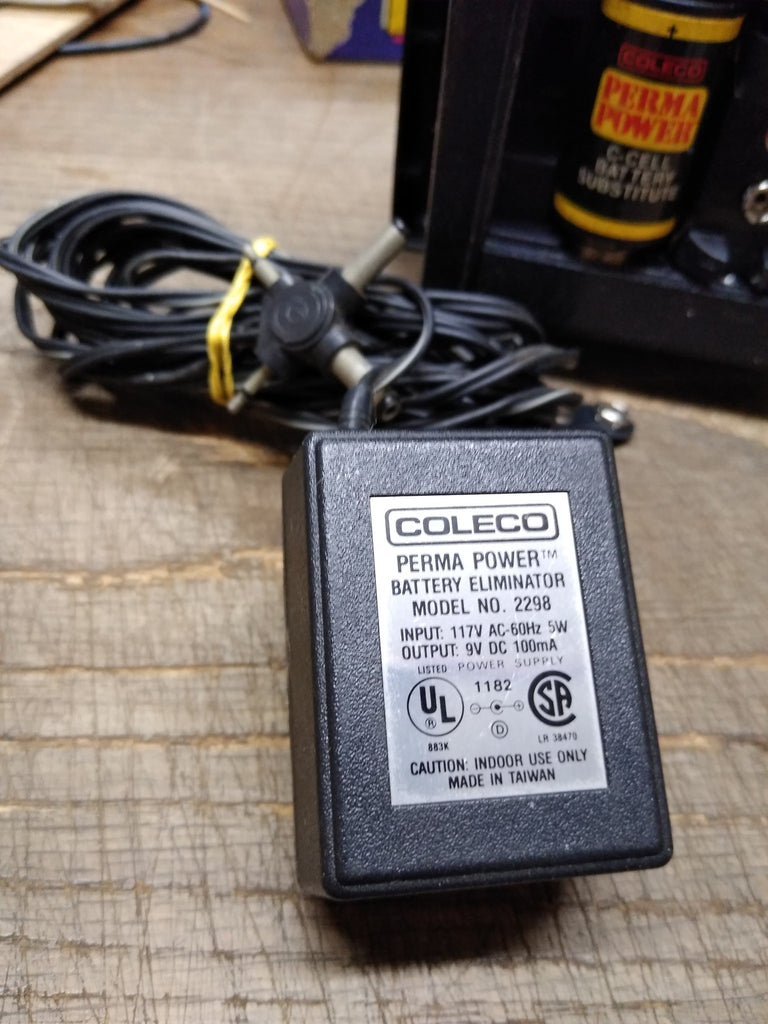 COLECO
PERMA
POWER
C-CELL
BATTERY
SUBSTITUTE
COLECO
PERMA POWER™
BATTERY ELIMINATOR
MODEL NO. 2298
INPUT: 117V AC-60Hz 5W
OUTPUT: 9V DC 100mA
LISTED POWER SUPPLY
1182
UL
®
SA
- +
D
883K
LR 38470
CAUTION: INDOOR USE ONLY
MADE IN TAIWAN